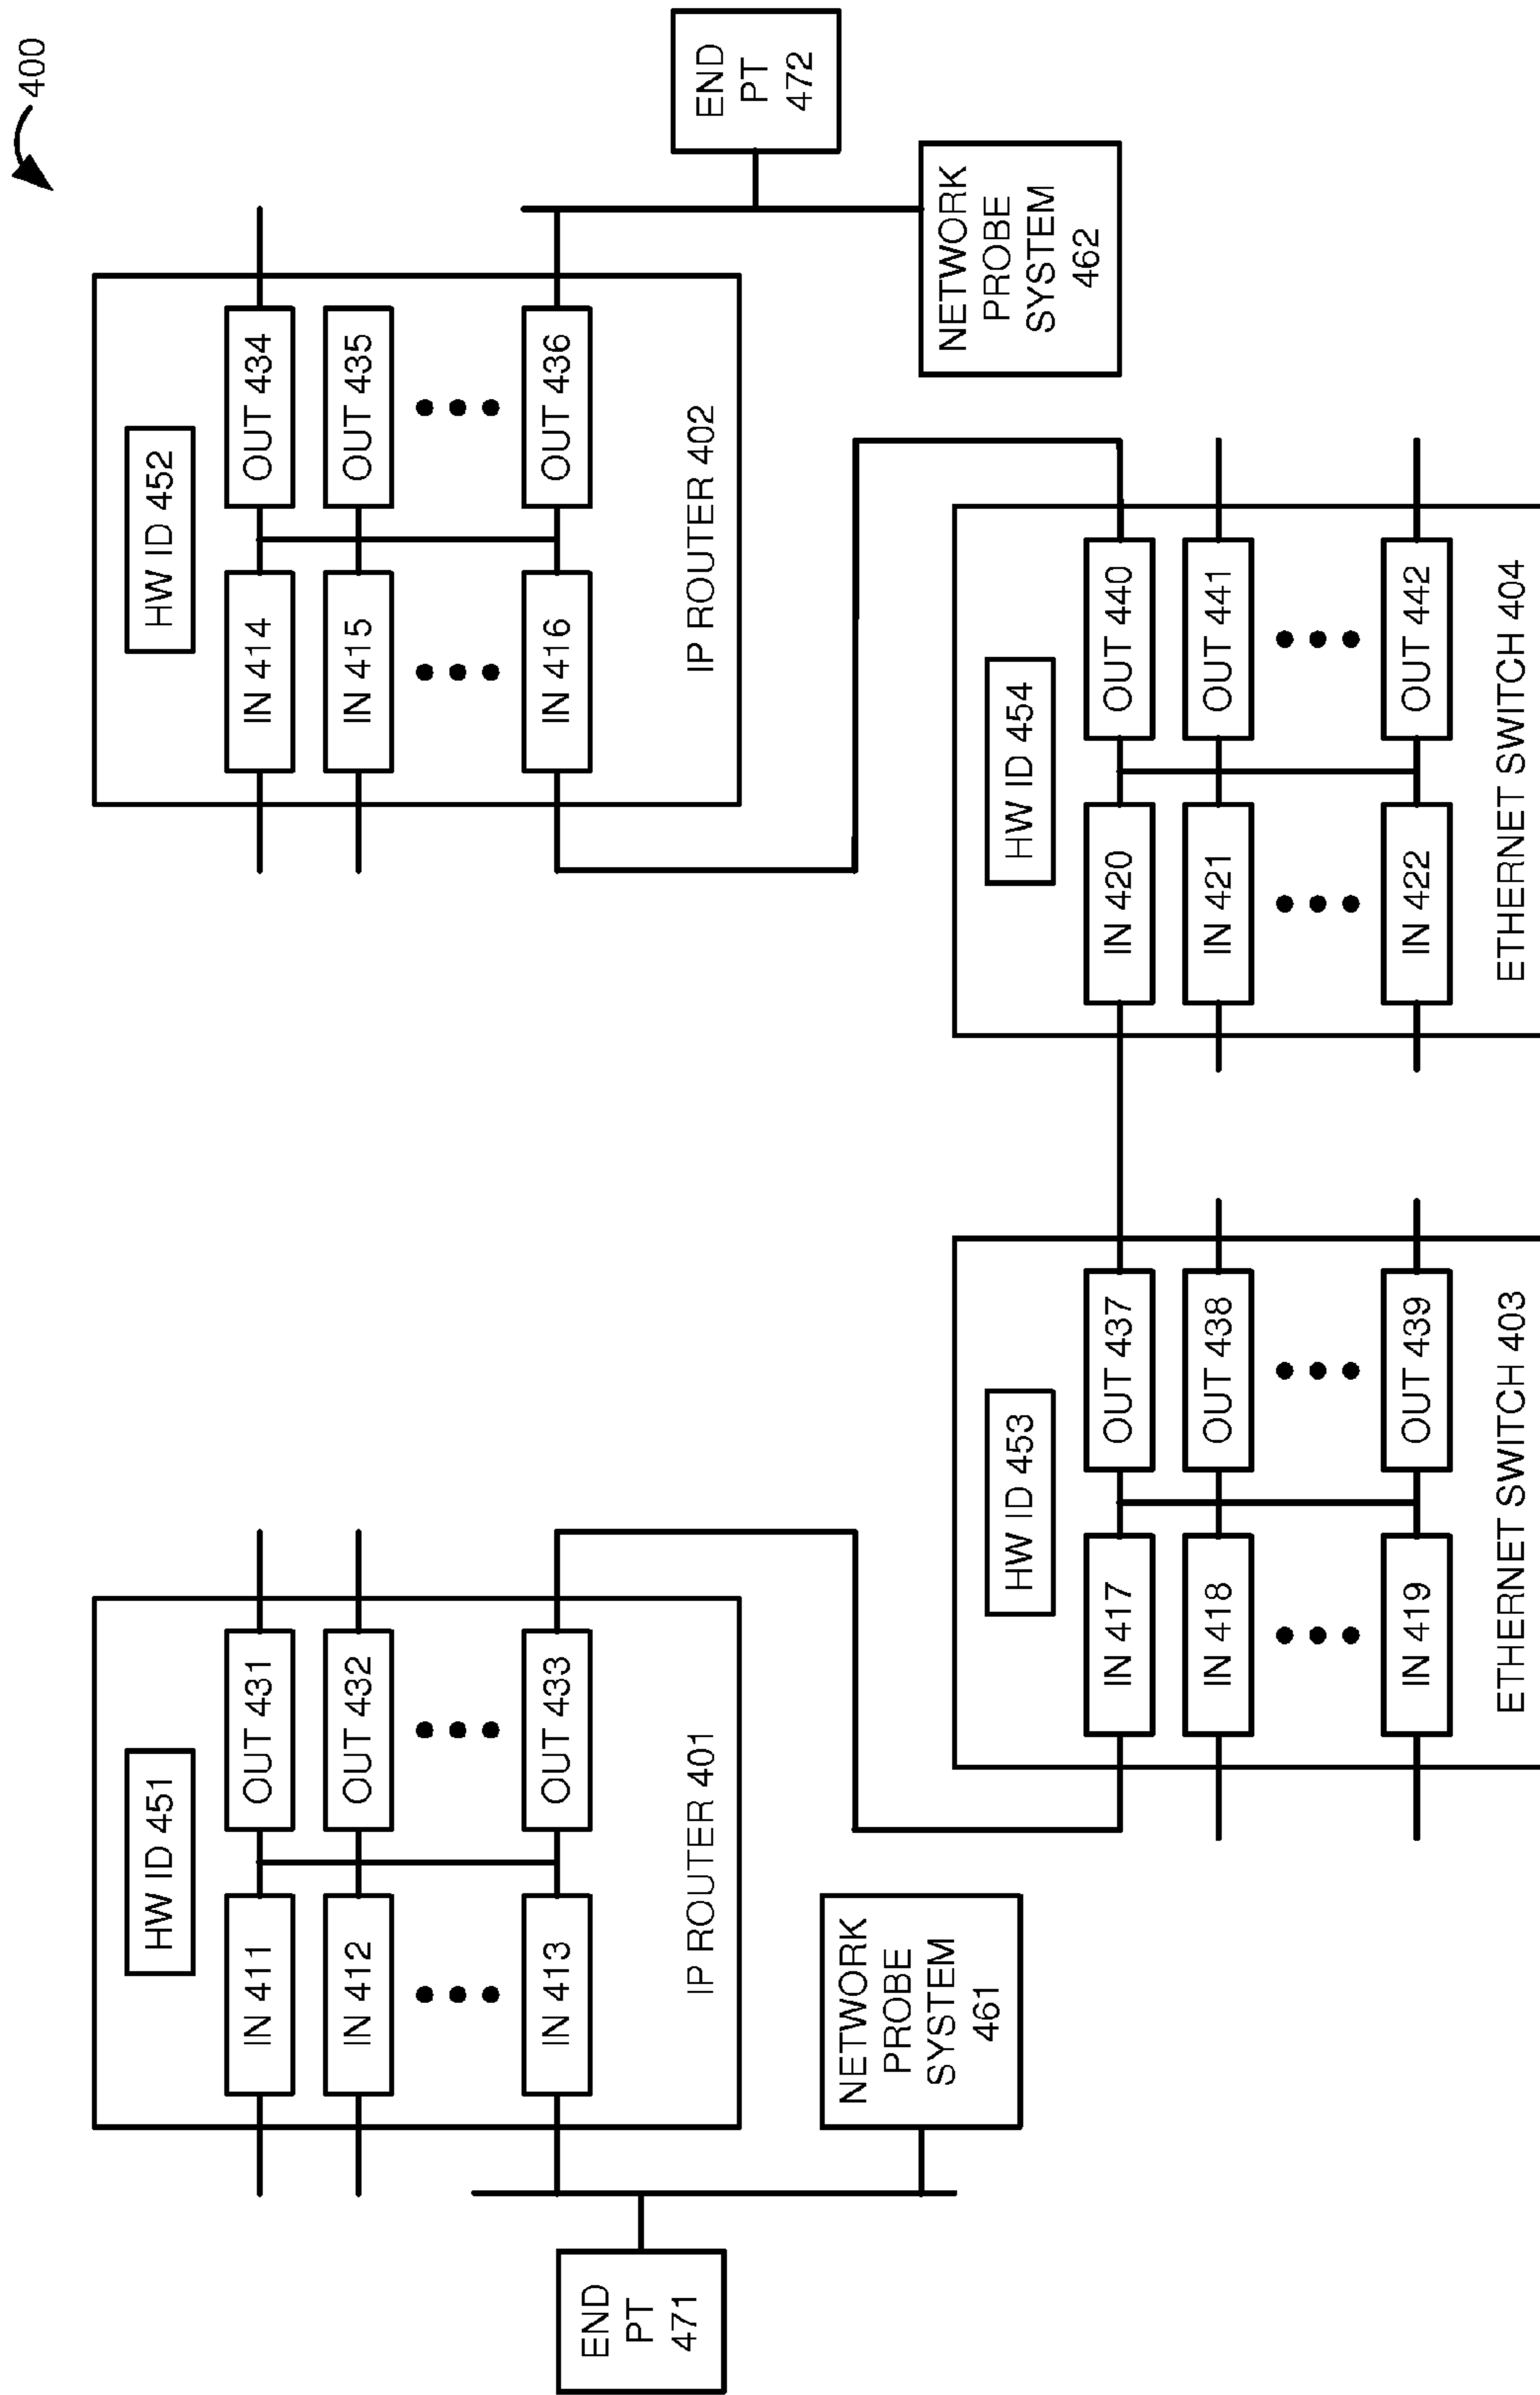 400
HW ID 451
IN 411
OUT 431
IN 412
OUT 432
IN 413
OUT 433
IP ROUTER 401
HW ID 452
IN 414
OUT 434
IN 415
OUT 435
IN 416
OUT 436
IP ROUTER 402
END
PT
471
NETWORK
PROBE
SYSTEM
461
END
PT
472
NETWORK
PROBE
SYSTEM
462
HW ID 453
IN 417
OUT 437
IN 418
OUT 438
IN 419
OUT 439
ETHERNET SWITCH 403
HW ID 454
IN 420
OUT 440
IN 421
OUT 441
IN 422
OUT 442
ETHERNET SWITCH 404